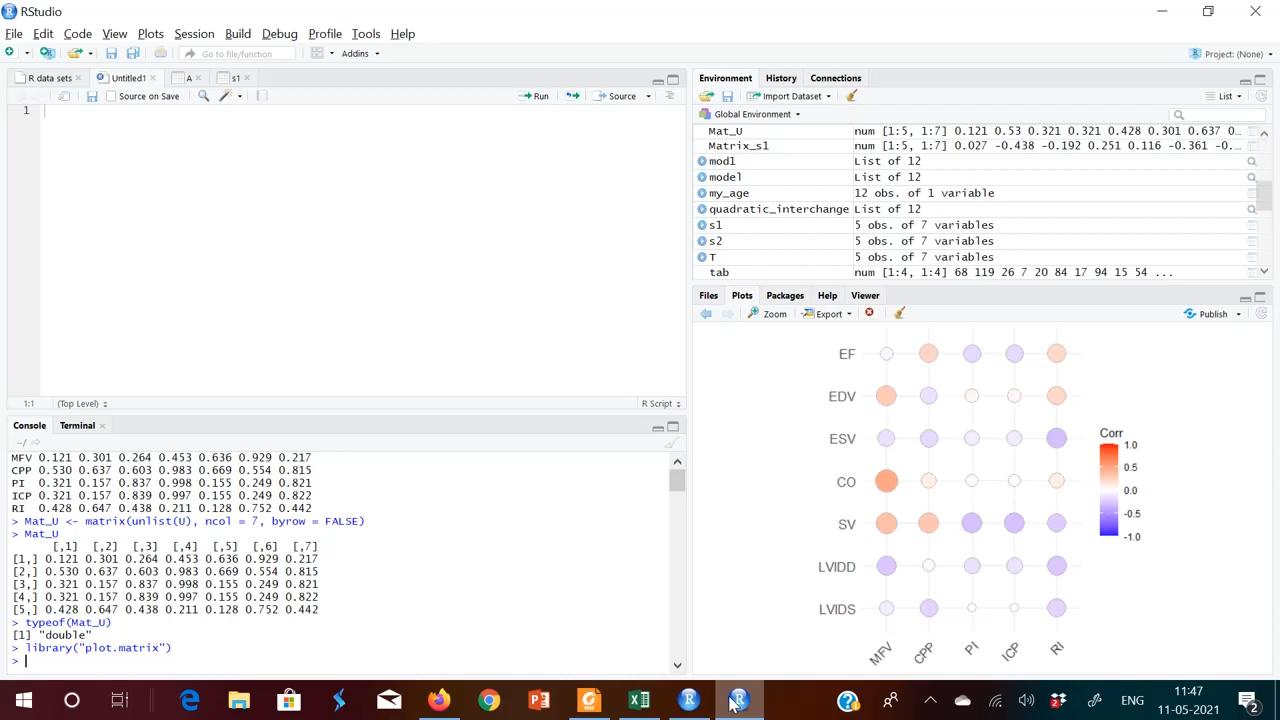 RStudio
File Edit Code View Plots Session Build Debug Profile Tools Help
Go to file/function Addins Project: (None)
R data sets Untitled1 A s1
Source on Save Run Source
1
1:1 (Top Level) R Script
Console Terminal
~/
MFV 0.121 0.301 0.264 0.453 0.636 0.929 0.217
CPP 0.530 0.637 0.603 0.983 0.669 0.554 0.815
PI 0.321 0.157 0.837 0.998 0.155 0.249 0.821
ICP 0.321 0.157 0.839 0.997 0.155 0.249 0.822
RI 0.428 0.647 0.438 0.211 0.128 0.752 0.442
> Mat_U <- matrix(unlist(U), ncol = 7, byrow = FALSE)
> Mat_U
[,1] [,2] [,3] [,4] [,5] [,6] [,7]
[1,] 0.121 0.301 0.264 0.453 0.636 0.929 0.217
[2,] 0.530 0.637 0.603 0.983 0.669 0.554 0.815
[3,] 0.321 0.157 0.837 0.998 0.155 0.249 0.821
[4,] 0.321 0.157 0.839 0.997 0.155 0.249 0.822
[5,] 0.428 0.647 0.438 0.211 0.128 0.752 0.442
> typeof(Mat_U)
[1] "double"
> library("plot.matrix")
>
Environment History Connections
Import Dataset List
Global Environment
Mat_U num [1:5, 1:7] 0.121 0.53 0.321 0.321 0.428 0.301 0.637 0...
Matrix_s1 num [1:5, 1:7] 0.027 -0.438 -0.192 0.251 0.116 -0.361 -0...
mod1 List of 12
model List of 12
my_age 12 obs. of 1 variable
quadratic_interchange List of 12
s1 5 obs. of 7 variables
s2 5 obs. of 7 variables
T 5 obs. of 7 variables
tab num [1:4, 1:4] 68 119 26 7 20 84 17 94 15 54 ...
Files Plots Packages Help Viewer
Zoom Export Publish
EF
EDV
ESV
CO
SV
LVIDD
LVIDS
MFV CPP PI ICP RI
Corr
1.0
0.5
0.0
-0.5
-1.0
ENG
11:47
11-05-2021
2